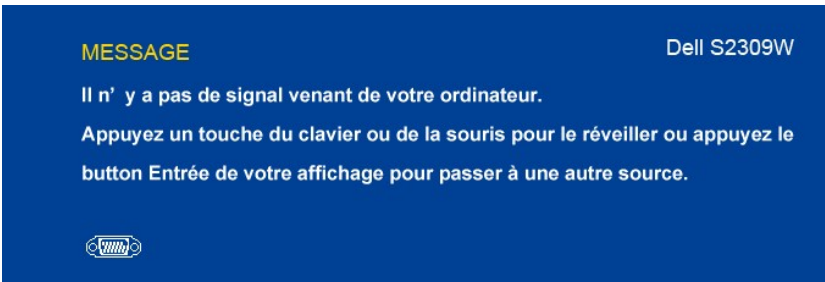 MESSAGE Dell S2309W
Il n' y a pas de signal venant de votre ordinateur.
Appuyez un touche du clavier ou de la souris pour le réveiller ou appuyez le
button Entrée de votre affichage pour passer à une autre source.